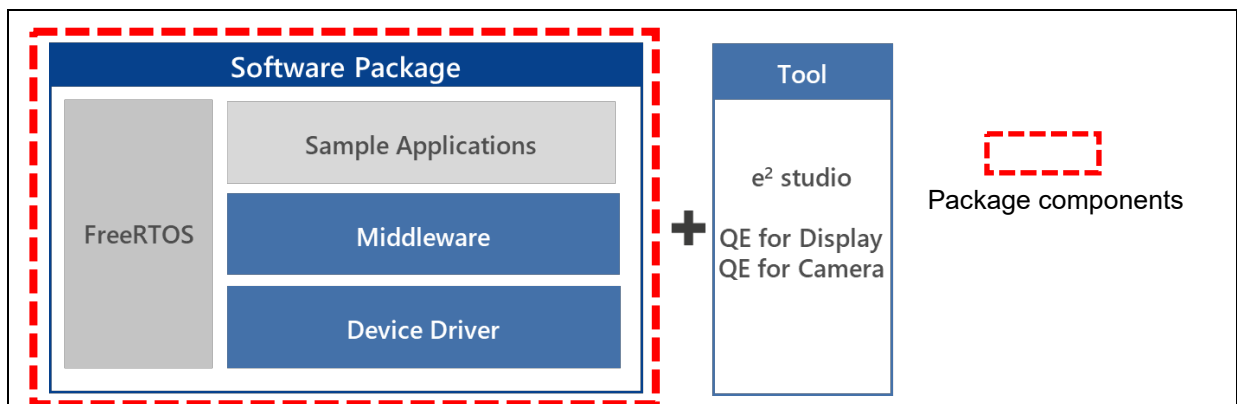 Software Package
FreeRTOS
Sample Applications
Middleware
Device Driver
Tool
e² studio
QE for Display
QE for Camera
Package components